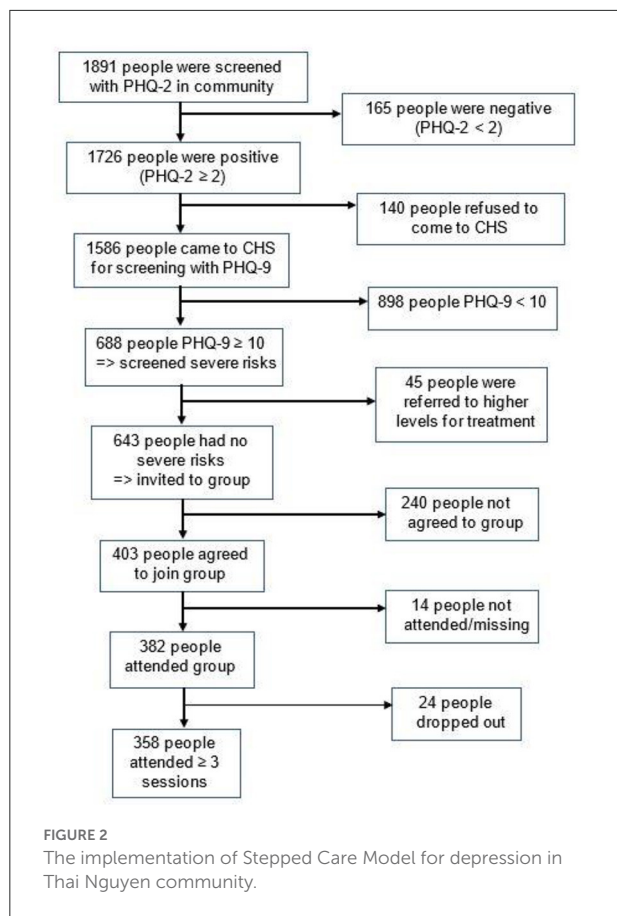 1891 people were screened
with PHQ-2 in community
165 people were negative
(PHQ-2 < 2)
1726 people were positive
(PHQ-2 ≥ 2)
140 people refused to
come to CHS
1586 people came to CHS
for screening with PHQ-9
898 people PHQ-9 < 10
688 people PHQ-9 ≥ 10
=> screened severe risks
45 people were
referred to higher
levels for treatment
643 people had no
severe risks
=> invited to group
240 people not
agreed to group
403 people agreed
to join group
14 people not
attended/missing
382 people
attended group
24 people
dropped out
358 people
attended ≥ 3
sessions
FIGURE 2
The implementation of Stepped Care Model for depression in
Thai Nguyen community.